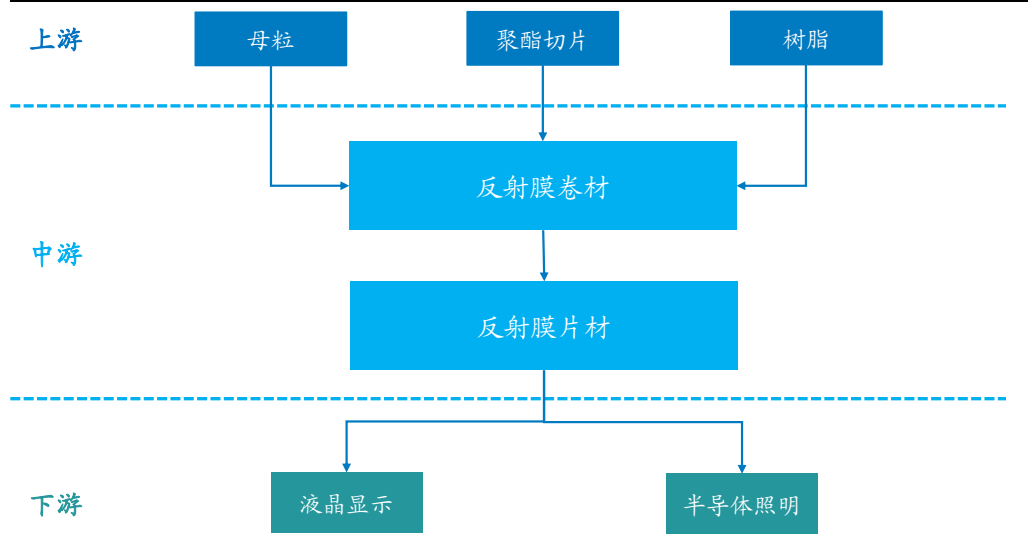 上游
母粒
聚酯切片
树脂
反射膜卷材
中游
反射膜片材
下游
液晶显示
半导体照明